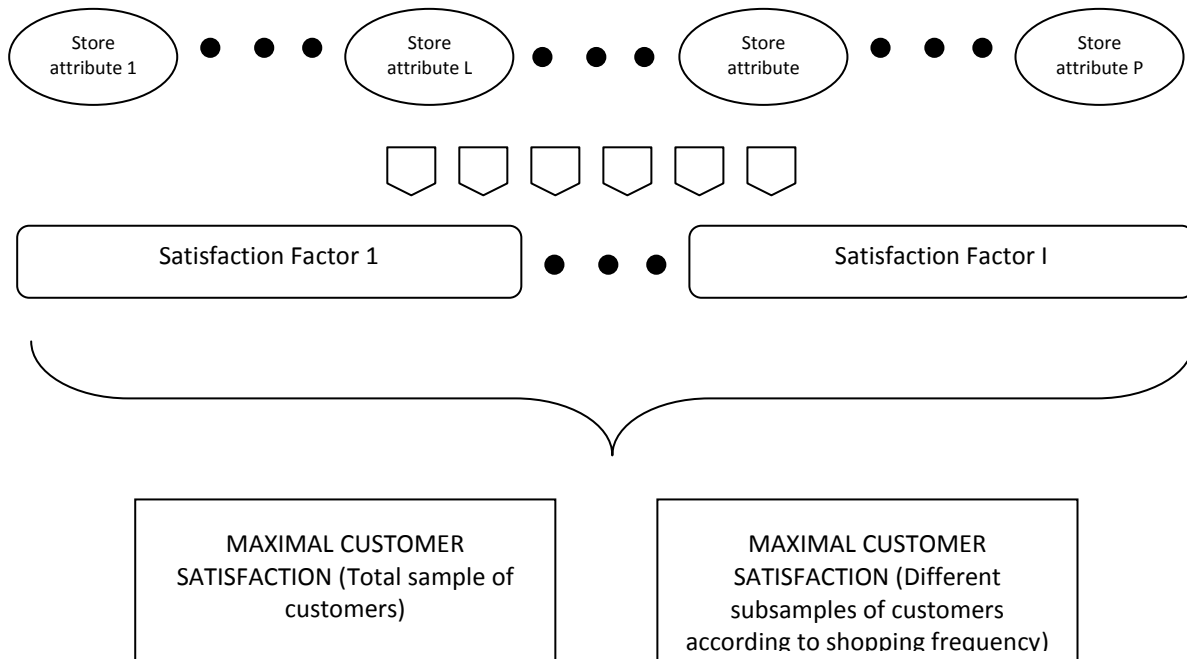 Store
attribute 1
Store
attribute L
Store
attribute
Store
attribute P
Satisfaction Factor 1
Satisfaction Factor I
MAXIMAL CUSTOMER
SATISFACTION (Total sample of
customers)
MAXIMAL CUSTOMER
SATISFACTION (Different
subsamples of customers
according to shopping frequency)